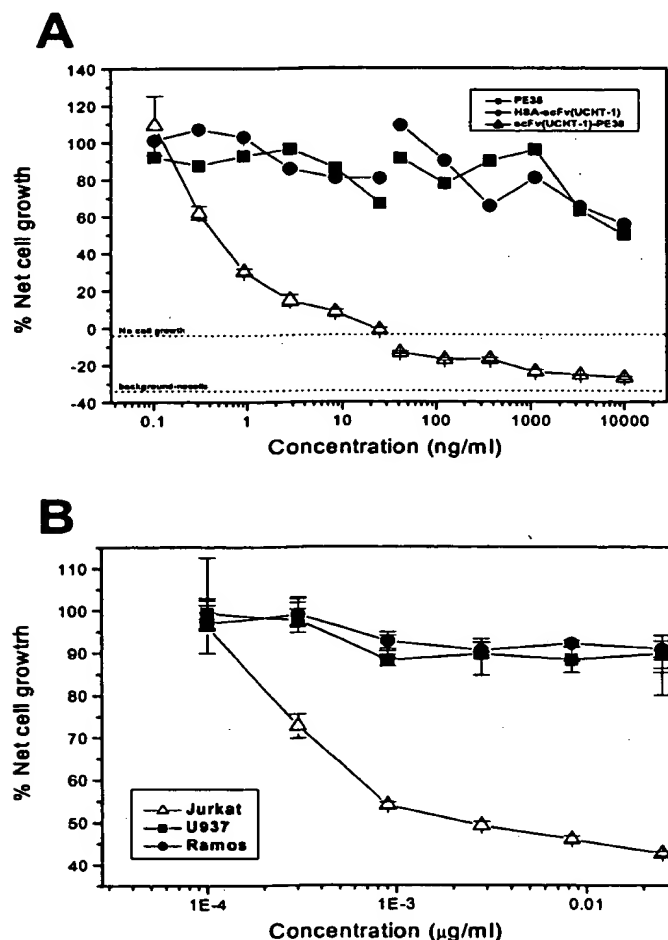 A
140
120
100
80
60
40
20
0
-20
-40
% Net cell growth
PE38
HSA-scFv(UCHT-1)
scFv(UCHT-1)-PE38
No cell growth
background-nocells
0.1 1 10 100 1000 10000
Concentration (ng/ml)
B
110
100
90
80
70
60
50
40
% Net cell growtrh
Jurkat
U937
Ramos
1E-4 1E-3 0.01
Concentration (µg/ml)